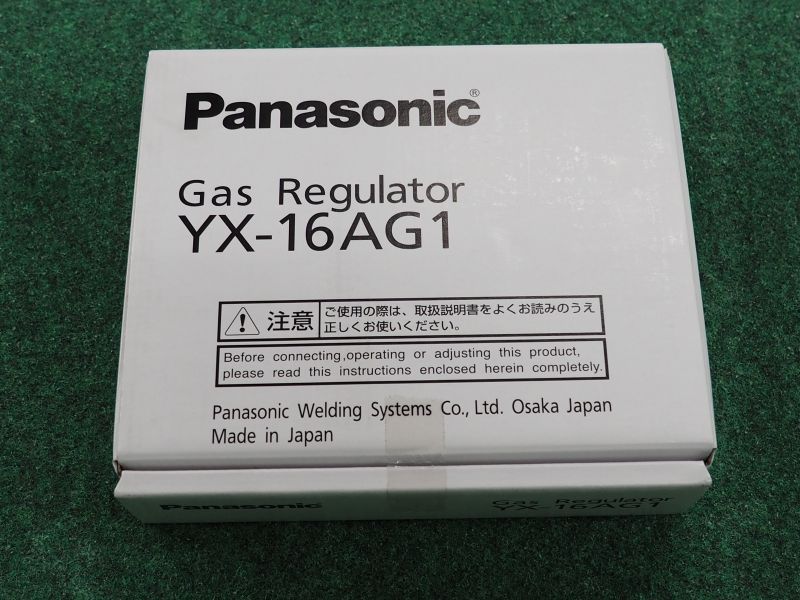 Panasonic®
Gas Regulator
YX-16AG1
注意
ご使用の際は、取扱説明書をよくお読みのうえ
正しくお使いください。
Before connecting,operating or adjusting this product,
please read this instructions enclosed herein completely.
Panasonic Welding Systems Co., Ltd. Osaka Japan
Made in Japan
Panasonic
Gas Regulator
YX-16AG1